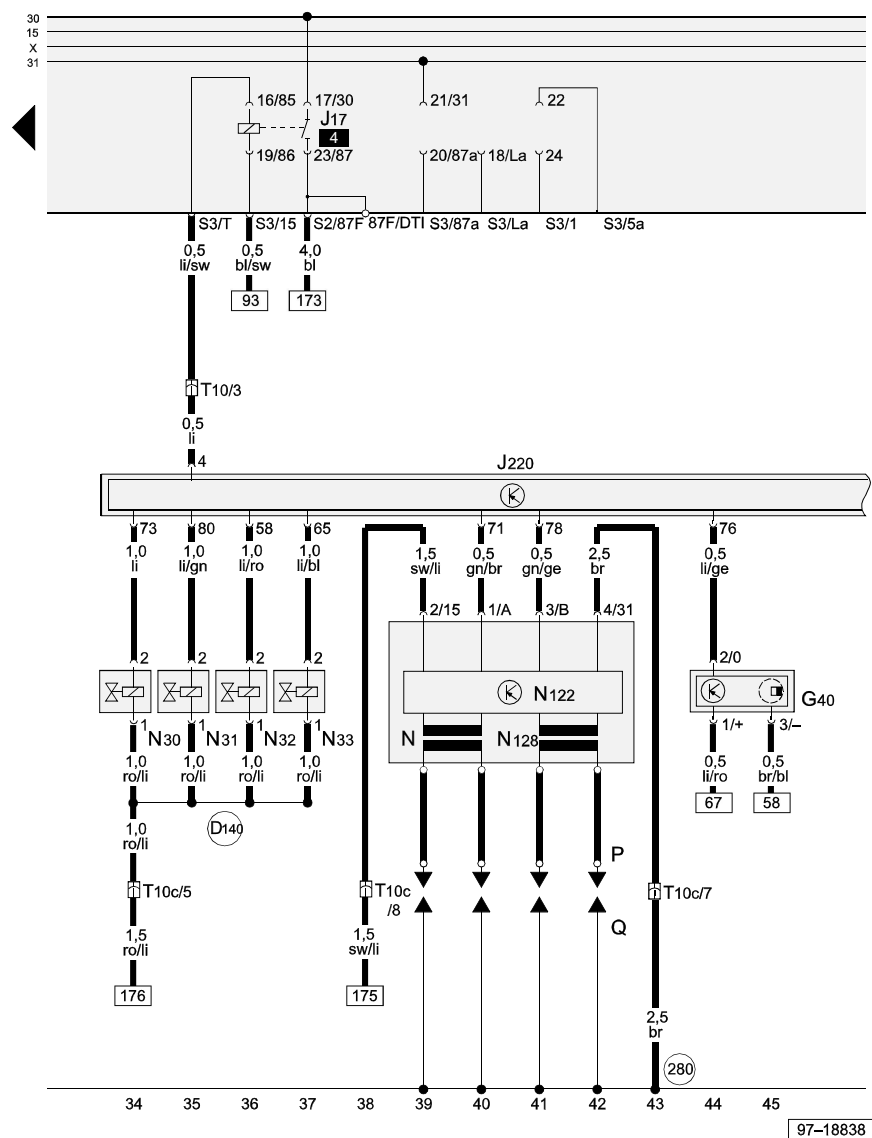 30
15
X
31
16/85 17/30 21/31 22
J17
4
19/86 23/87 20/87a 18/La 24
S3/T S3/15 S2/87F 87F/DTI S3/87a S3/La S3/1 S3/5a
0,5 0,5 4,0
li/sw bl/sw bl
93 173
T10/3
0,5
li
4
J220
73 80 58 65 71 78 76
1,0 1,0 1,0 1,0 1,5 0,5 0,5 2,5 0,5
li li/gn li/ro li/bl sw/li gn/br gn/ge br li/ge
2/15 1/A 3/B 4/31
2 2 2 2 2/0
N122
G40
1 1 1 1 1/+ 3/–
N30 N31 N32 N33 N N128
1,0 1,0 1,0 1,0 0,5 0,5
ro/li ro/li ro/li ro/li li/ro br/bl
67 58
D140
1,0
ro/li
P
T10c/5 T10c T10c/7
/8
Q
1,5 1,5
ro/li sw/li
176 175
2,5
br
280
34 35 36 37 38 39 40 41 42 43 44 45
97–18838